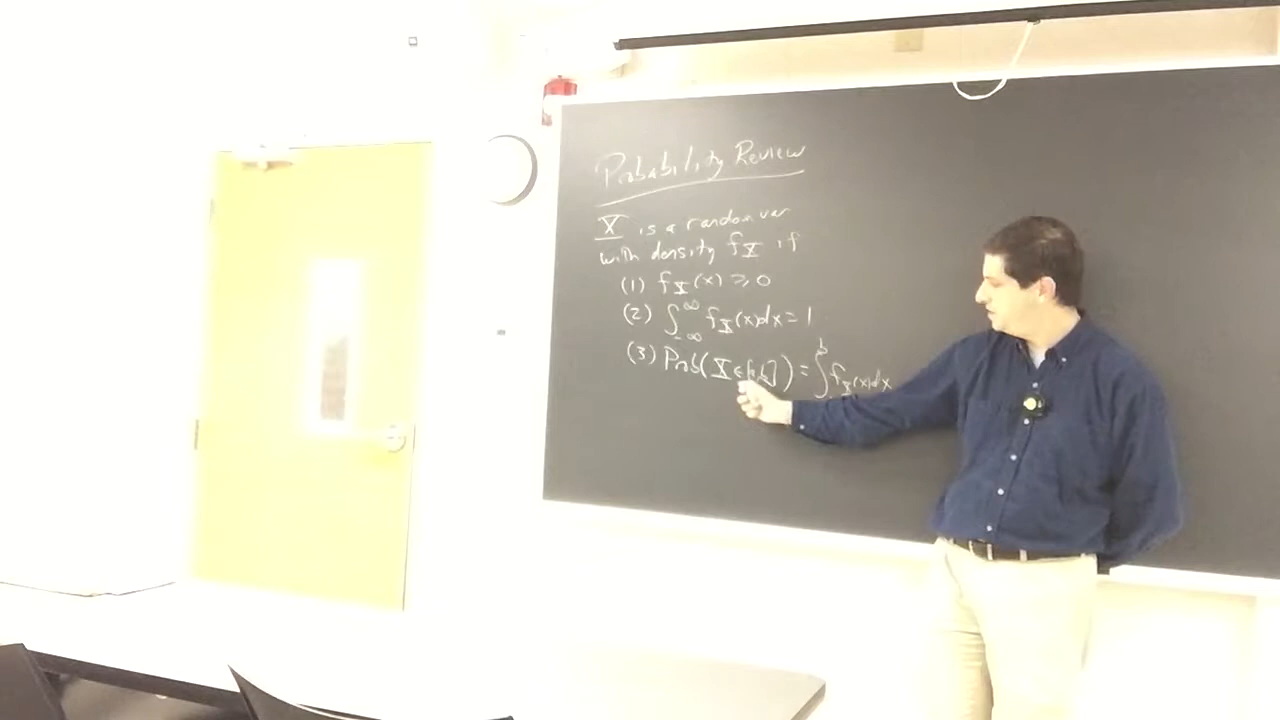 Probability Review
X is a random var
with density f_X if
(1) f_X(x) ≥ 0
(2) ∫_{-∞}^{∞} f_X(x)dx = 1
(3) Prob(X ∈ [a,b]) = ∫^b f_X(x)dx